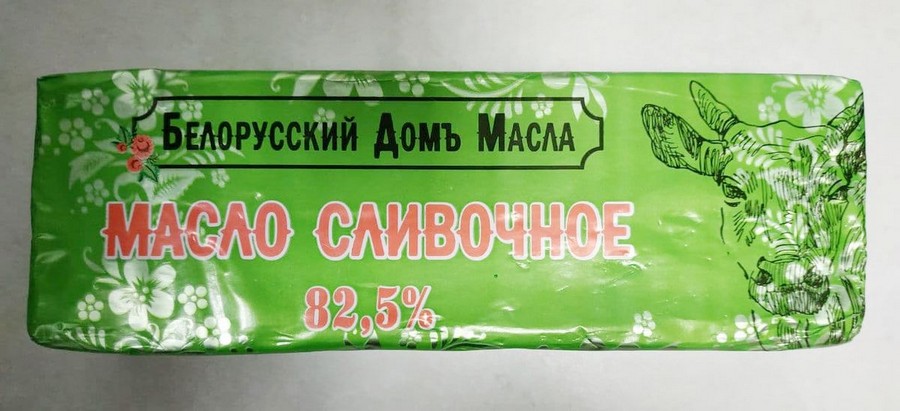 Белорусский Домъ Масла
МАСЛО СЛИВОЧНОЕ
82,5%